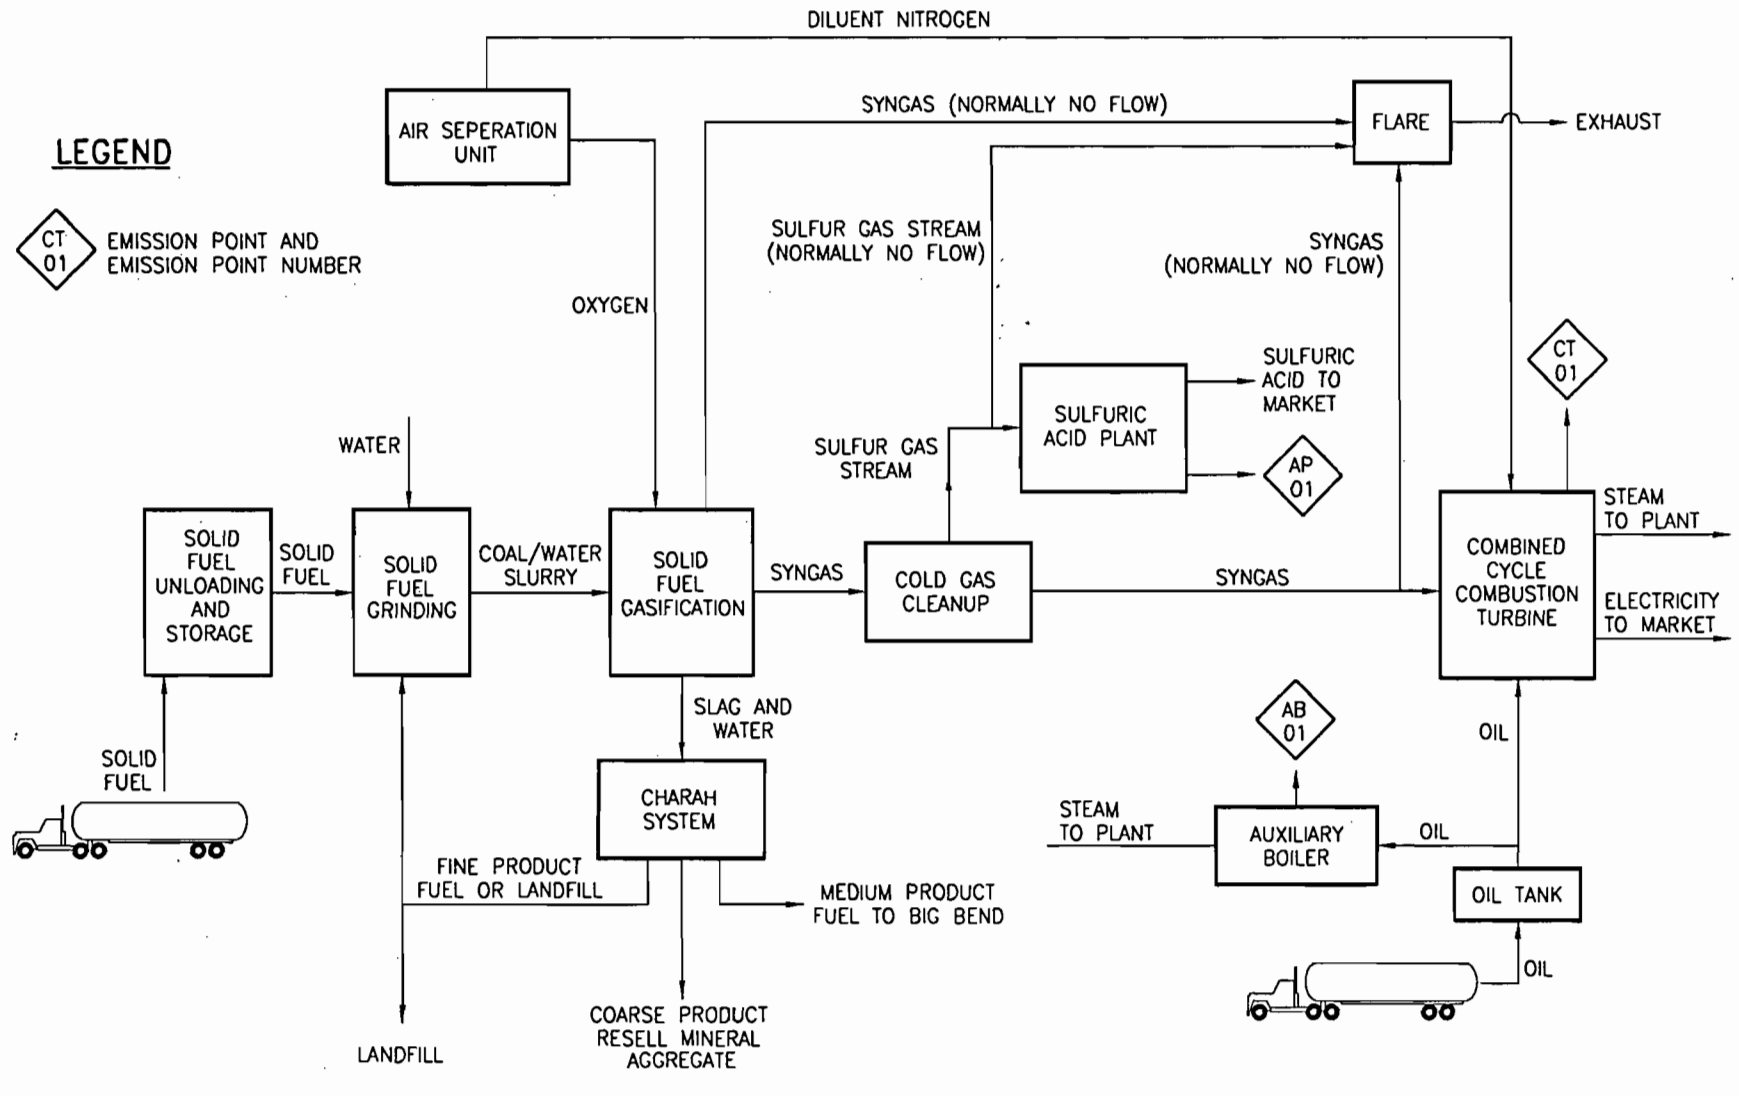 DILUENT NITROGEN
LEGEND
CT
01
EMISSION POINT AND
EMISSION POINT NUMBER
AIR SEPERATION
UNIT
OXYGEN
SYNGAS (NORMALLY NO FLOW)
FLARE
EXHAUST
SULFUR GAS STREAM
(NORMALLY NO FLOW)
SYNGAS
(NORMALLY NO FLOW)
SULFUR GAS
STREAM
SULFURIC
ACID PLANT
SULFURIC
ACID TO
MARKET
AP
01
CT
01
WATER
SOLID
FUEL
UNLOADING
AND
STORAGE
SOLID
FUEL
SOLID
FUEL
GRINDING
COAL/WATER
SLURRY
SOLID
FUEL
GASIFICATION
SYNGAS
COLD GAS
CLEANUP
SYNGAS
COMBINED
CYCLE
COMBUSTION
TURBINE
STEAM
TO PLANT
ELECTRICITY
TO MARKET
SOLID
FUEL
SLAG AND
WATER
CHARAH
SYSTEM
FINE PRODUCT
FUEL OR LANDFILL
MEDIUM PRODUCT
FUEL TO BIG BEND
LANDFILL
COARSE PRODUCT
RESELL MINERAL
AGGREGATE
AB
01
STEAM
TO PLANT
AUXILIARY
BOILER
OIL
OIL
OIL TANK
OIL